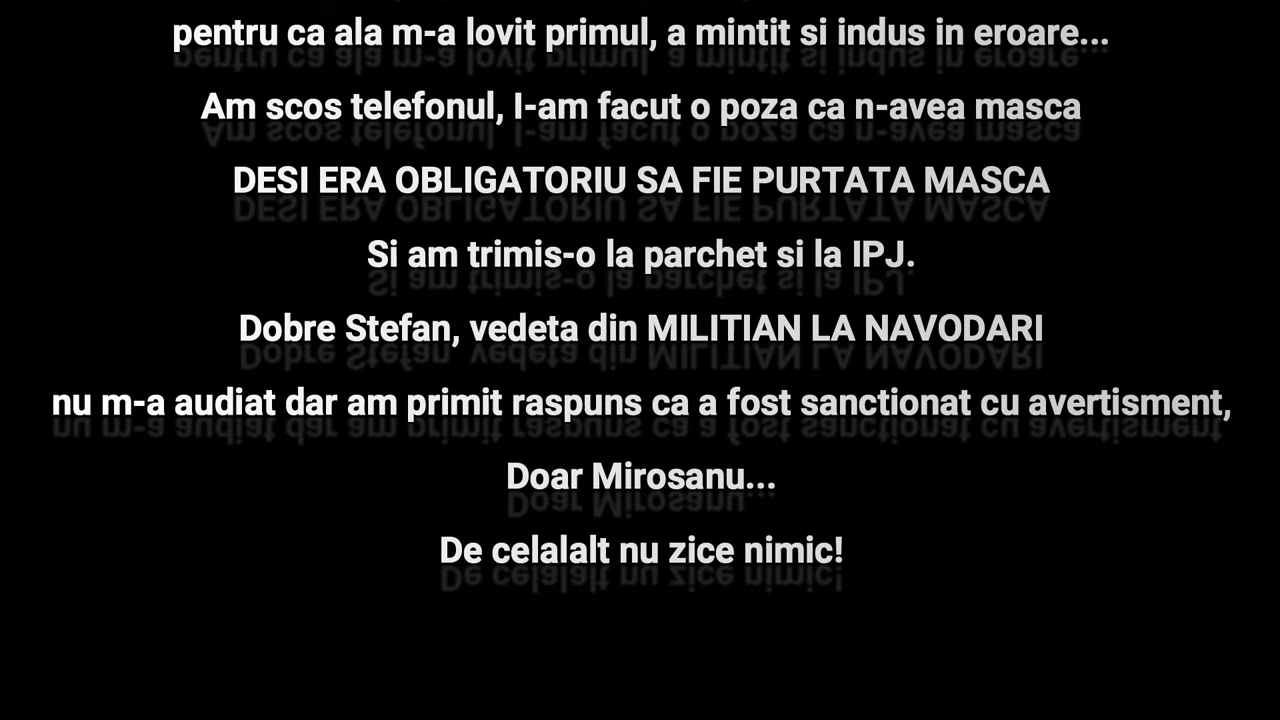 pentru ca ala m-a lovit primul, a mintit si indus in eroare...
Am scos telefonul, I-am facut o poza ca n-avea masca
DESI ERA OBLIGATORIU SA FIE PURTATA MASCA
Si am trimis-o la parchet si la IPJ.
Dobre Stefan, vedeta din MILITIAN LA NAVODARI
nu m-a audiat dar am primit raspuns ca a fost sanctionat cu avertisment,
Doar Mirosanu...
De celalalt nu zice nimic!